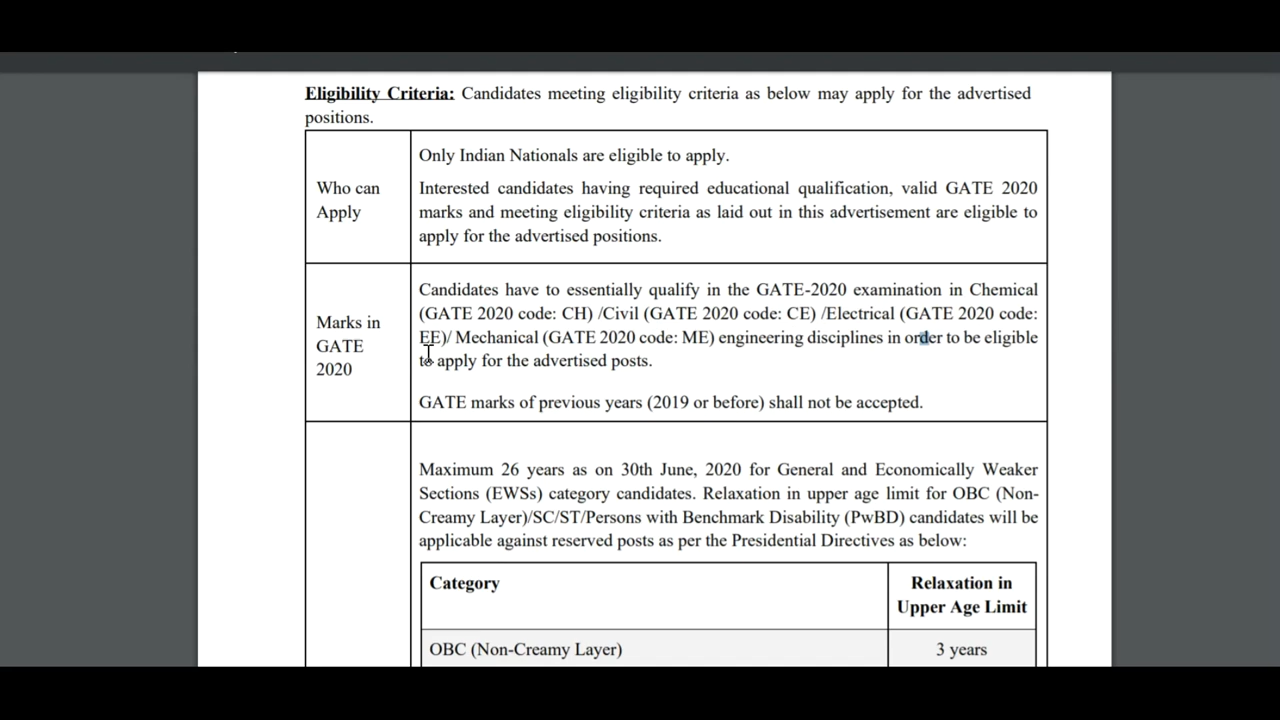 Eligibility Criteria: Candidates meeting eligibility criteria as below may apply for the advertised
positions.
Who can
Apply
Only Indian Nationals are eligible to apply.
Interested candidates having required educational qualification, valid GATE 2020
marks and meeting eligibility criteria as laid out in this advertisement are eligible to
apply for the advertised positions.
Marks in
GATE
2020
Candidates have to essentially qualify in the GATE-2020 examination in Chemical
(GATE 2020 code: CH) /Civil (GATE 2020 code: CE) /Electrical (GATE 2020 code:
EE)/ Mechanical (GATE 2020 code: ME) engineering disciplines in order to be eligible
to apply for the advertised posts.
GATE marks of previous years (2019 or before) shall not be accepted.
Maximum 26 years as on 30th June, 2020 for General and Economically Weaker
Sections (EWSs) category candidates. Relaxation in upper age limit for OBC (Non-
Creamy Layer)/SC/ST/Persons with Benchmark Disability (PwBD) candidates will be
applicable against reserved posts as per the Presidential Directives as below:
Category
Relaxation in
Upper Age Limit
OBC (Non-Creamy Layer)
3 years